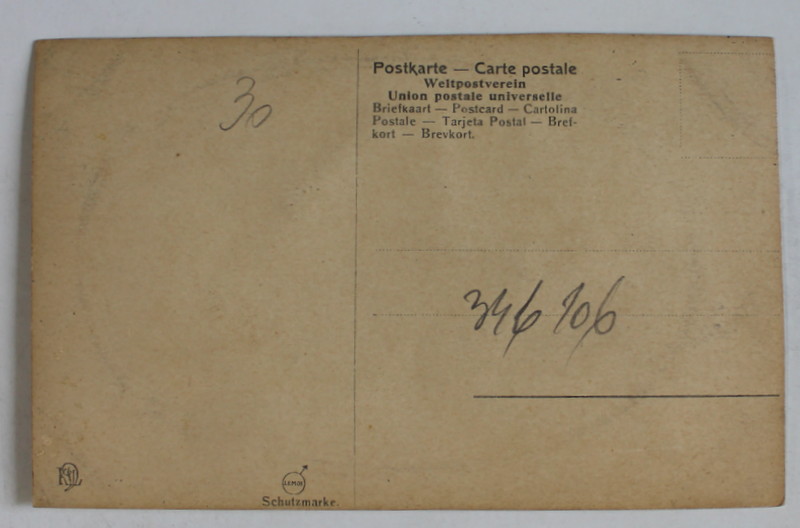 30
Postkarte — Carte postale
Weltpostverein
Union postale universelle
Briefkaart — Postcard — Cartolina
Postale — Tarjeta Postal — Bref-
kort — Brevkort.
346 106
Schutzmarke.